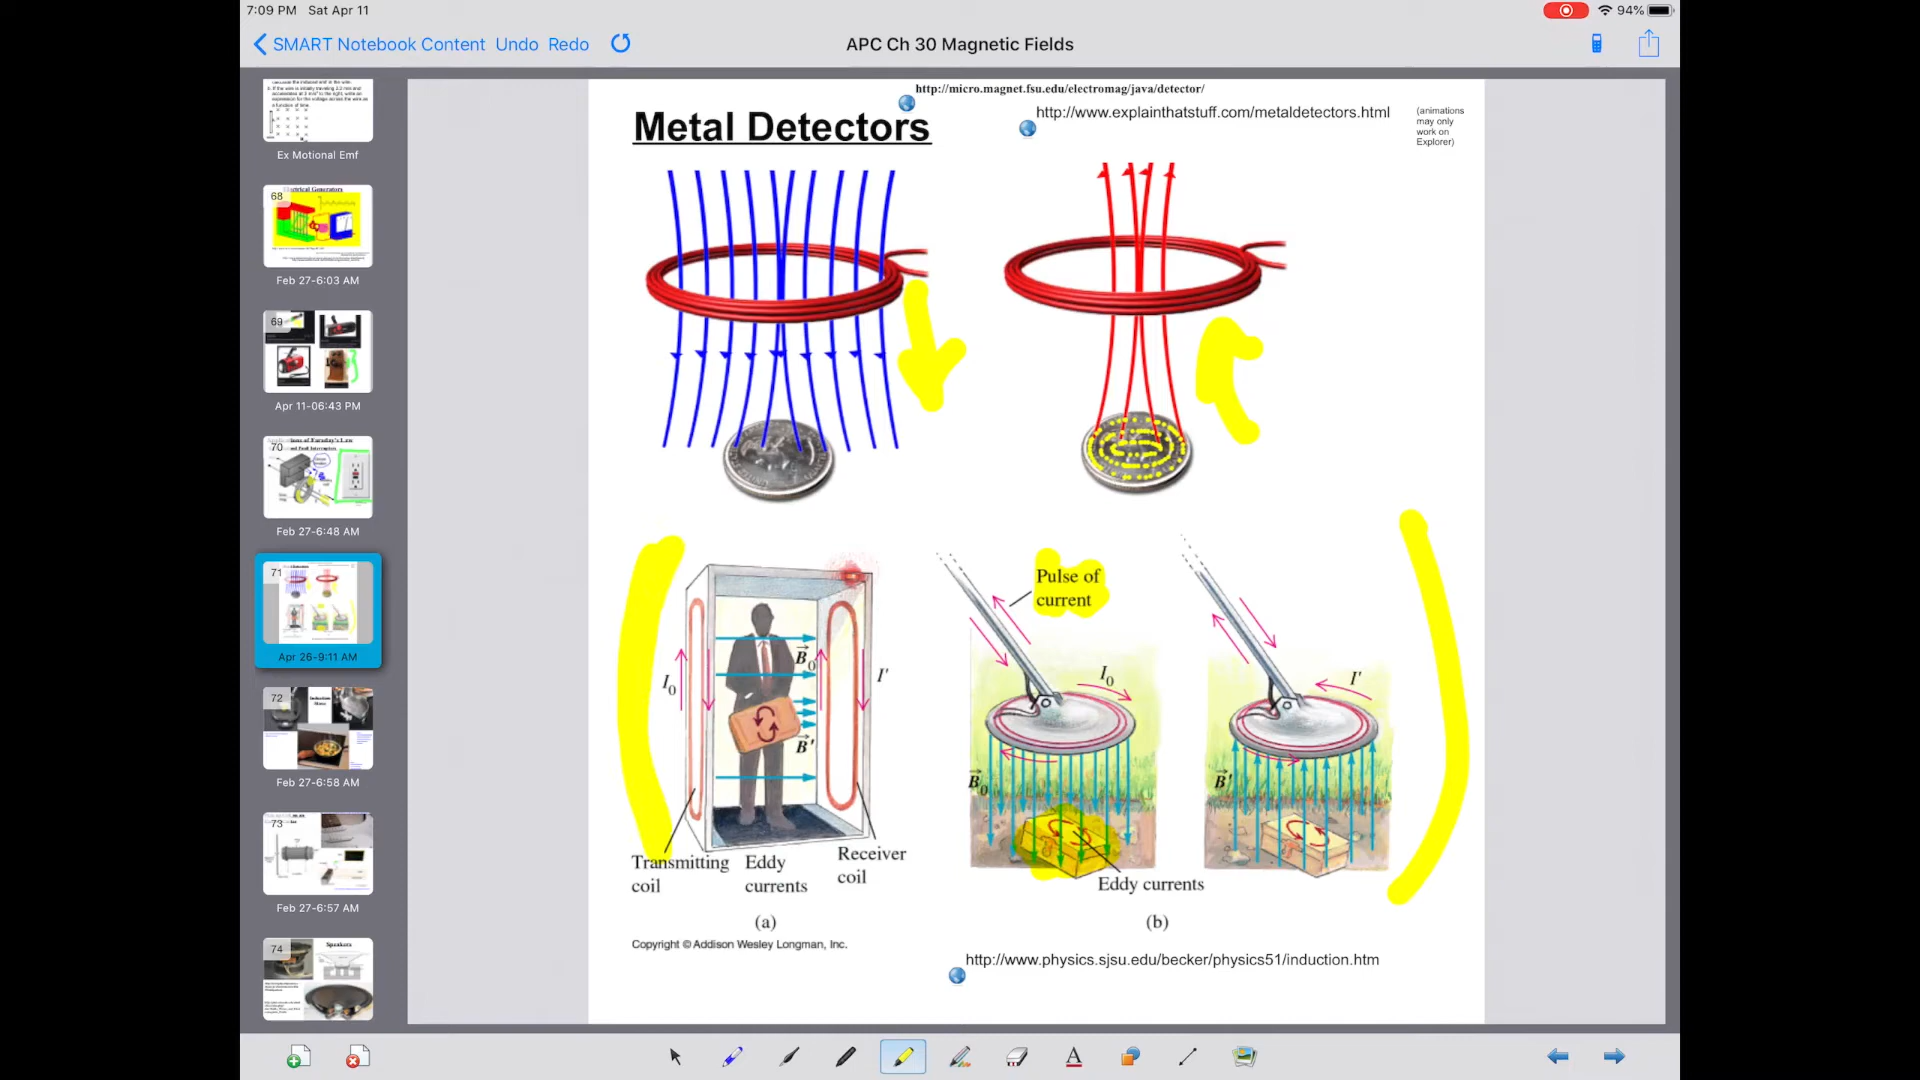 7:09 PM Sat Apr 11
94%
SMART Notebook Content Undo Redo
APC Ch 30 Magnetic Fields
Ex Motional Emf
68
Electrical Generators
Feb 27-6:03 AM
69
Apr 11-06:43 PM
70
Feb 27-6:48 AM
71
Apr 26-9:11 AM
72
Feb 27-6:58 AM
73
Feb 27-6:57 AM
74
Speakers
http://micro.magnet.fsu.edu/electromag/java/detector/
Metal Detectors
http://www.explainthatstuff.com/metaldetectors.html
(animations
may only
work on
Explorer)
Pulse of
current
I0
B0
B'
I'
I0
B0
I'
B'
Transmitting
coil
Eddy
currents
Receiver
coil
Eddy currents
(a)
(b)
Copyright © Addison Wesley Longman, Inc.
http://www.physics.sjsu.edu/becker/physics51/induction.htm
A